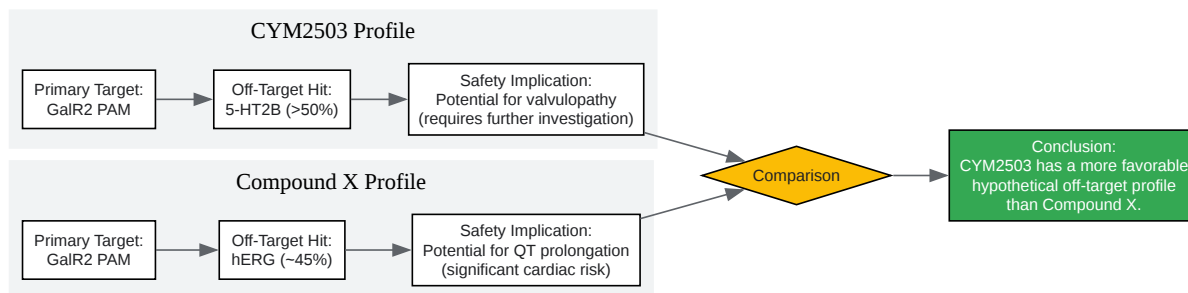 CYM2503 Profile
Primary Target:
GalR2 PAM
Off-Target Hit:
5-HT2B (>50%)
Safety Implication:
Potential for valvulopathy
(requires further investigation)
Compound X Profile
Primary Target:
GalR2 PAM
Off-Target Hit:
hERG (~45%)
Safety Implication:
Potential for QT prolongation
(significant cardiac risk)
Comparison
Conclusion:
CYM2503 has a more favorable
hypothetical off-target profile
than Compound X.